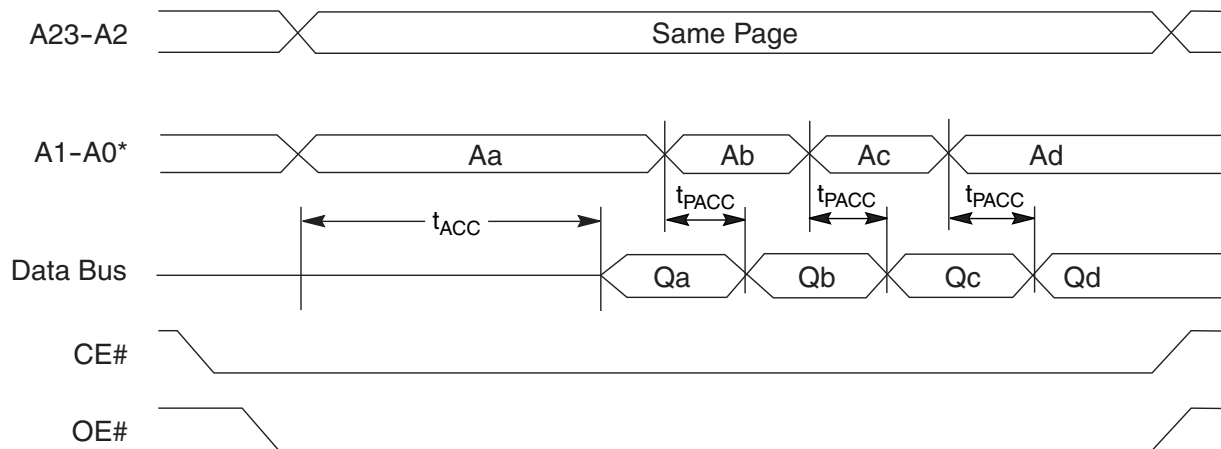 A23–A2 Same Page
A1–A0* Aa Ab Ac Ad
tPACC tPACC tPACC
tACC
Data Bus Qa Qb Qc Qd
CE#
OE#